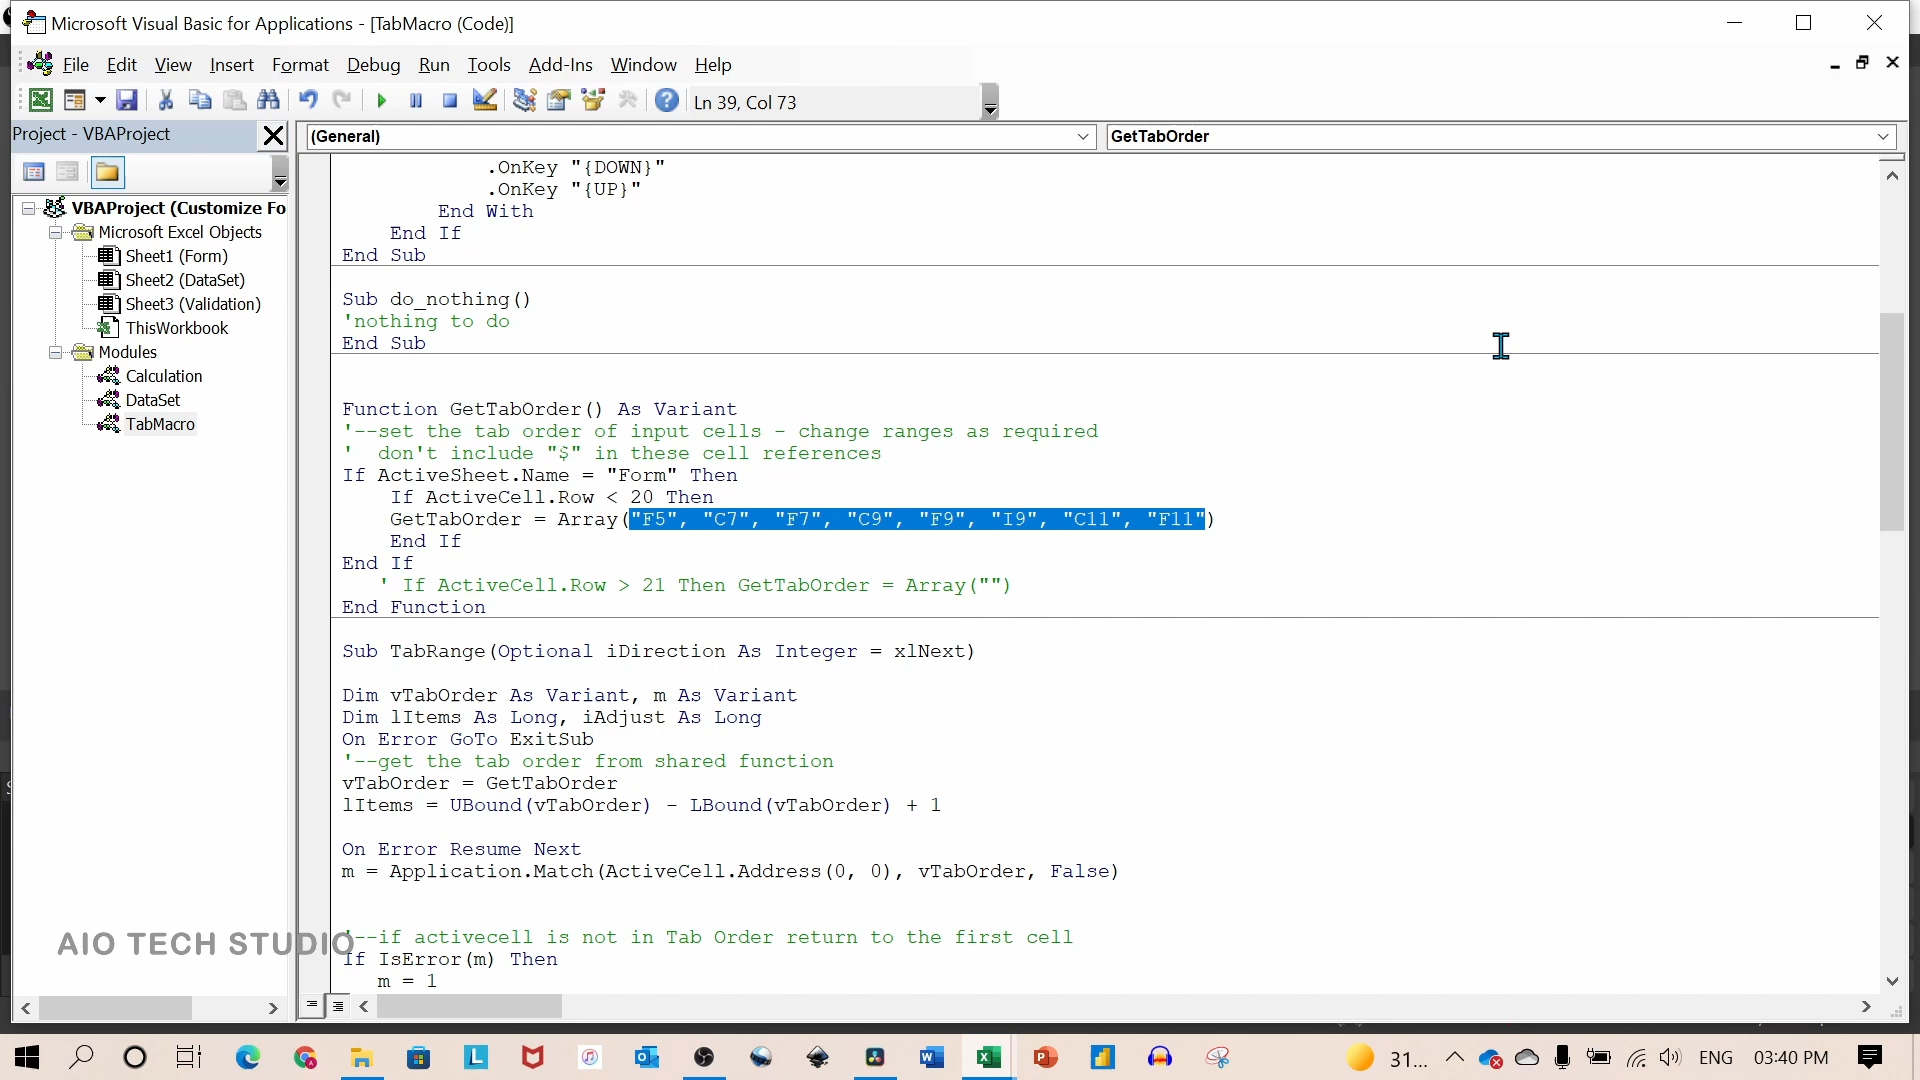 Microsoft Visual Basic for Applications - [TabMacro (Code)]
File Edit View Insert Format Debug Run Tools Add-Ins Window Help
Ln 39, Col 73
Project - VBAProject
(General)
GetTabOrder
VBAProject (Customize Fo
Microsoft Excel Objects
Sheet1 (Form)
Sheet2 (DataSet)
Sheet3 (Validation)
ThisWorkbook
Modules
Calculation
DataSet
TabMacro
.OnKey "{DOWN}"
.OnKey "{UP}"
End With
End If
End Sub
Sub do_nothing()
'nothing to do
End Sub
Function GetTabOrder() As Variant
'--set the tab order of input cells - change ranges as required
' don't include "$" in these cell references
If ActiveSheet.Name = "Form" Then
If ActiveCell.Row < 20 Then
GetTabOrder = Array("F5", "C7", "F7", "C9", "F9", "I9", "C11", "F11")
End If
End If
' If ActiveCell.Row > 21 Then GetTabOrder = Array("")
End Function
Sub TabRange(Optional iDirection As Integer = xlNext)
Dim vTabOrder As Variant, m As Variant
Dim lItems As Long, iAdjust As Long
On Error GoTo ExitSub
'--get the tab order from shared function
vTabOrder = GetTabOrder
lItems = UBound(vTabOrder) - LBound(vTabOrder) + 1
On Error Resume Next
m = Application.Match(ActiveCell.Address(0, 0), vTabOrder, False)
'--if activecell is not in Tab Order return to the first cell
If IsError(m) Then
m = 1
AIO TECH STUDIO
31... ENG 03:40 PM